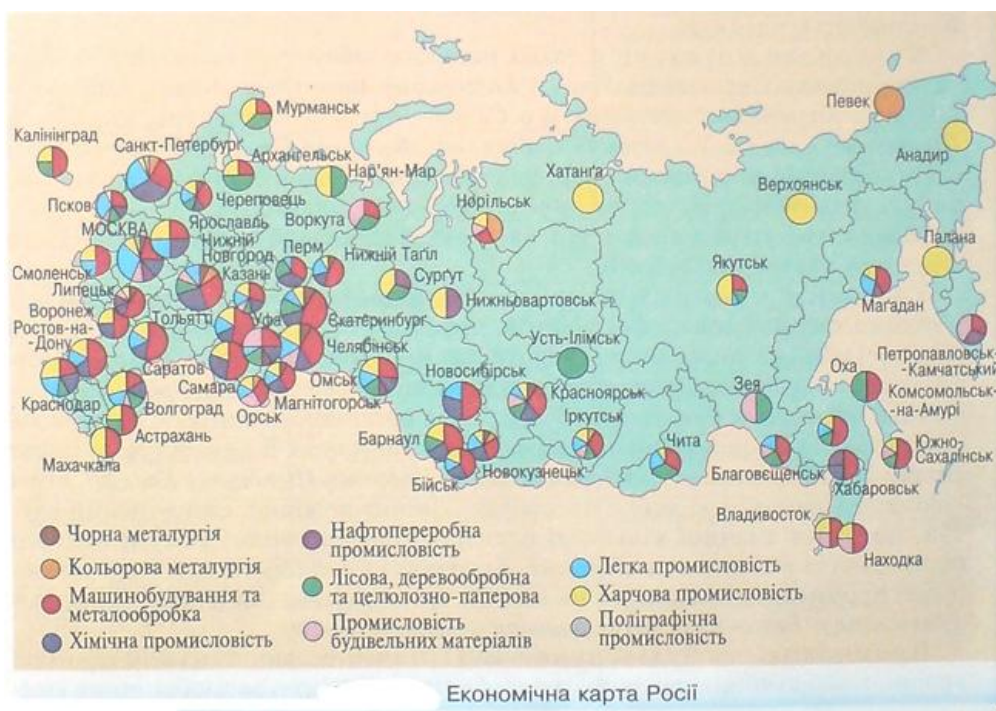 Мурманськ
Певек
Калінінград
Санкт-Петербург
Архангельськ
Анадир
Нар'ян-Мар
Хатанґа
Верхоянськ
Псков
Череповець
Воркута
Норільськ
МОСКВА
Ярославль
Нижній
Новгород
Перм
Нижній Таґіл
Палана
Смоленськ
Казань
Сурґут
Якутськ
Липецьк
Нижньовартовськ
Маґадан
Воронеж
Тольятті
Уфа
Єкатеринбург
Ростов-на-
-Дону
Усть-Ілімськ
Петропавловськ-
-Камчатський
Челябінськ
Саратов
Новосибірськ
Оха
Самара
Омськ
Красноярськ
Зея
Комсомольськ-
-на-Амурі
Краснодар
Волгоград
Орськ
Магнітогорськ
Іркутськ
Астрахань
Барнаул
Чита
Южно-
Сахалінськ
Махачкала
Новокузнецьк
Благовєщенськ
Бійськ
Хабаровськ
Владивосток
Находка
Чорна металургія
Кольорова металургія
Машинобудування та
металообробка
Хімічна промисловість
Нафтопереробна
промисловість
Лісова, деревообробна
та целюлозно-паперова
Промисловість
будівельних матеріалів
Легка промисловість
Харчова промисловість
Поліграфічна
промисловість
Економічна карта Росії